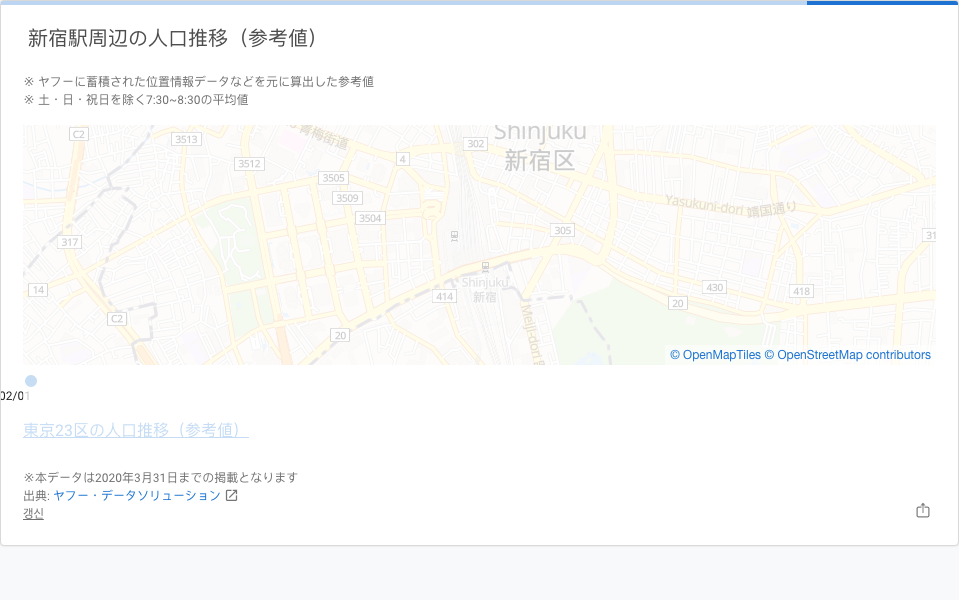 新宿駅周辺の人口推移（参考値）
※ ヤフーに蓄積された位置情報データなどを元に算出した参考値
※ 土・日・祝日を除く7:30~8:30の平均値
C2
3513
青梅街道
302
Shinjuku
新宿区
4
3512
3505
3509
Yasukuni-dori 靖国通り
3504
305
317
31
Shinjuku
新宿
14
414
430
418
20
C2
Meiji-dori
20
© OpenMapTiles © OpenStreetMap contributors
02/01
東京23区の人口推移（参考値）
※本データは2020年3月31日までの掲載となります
出典: ヤフー・データソリューション
갱신